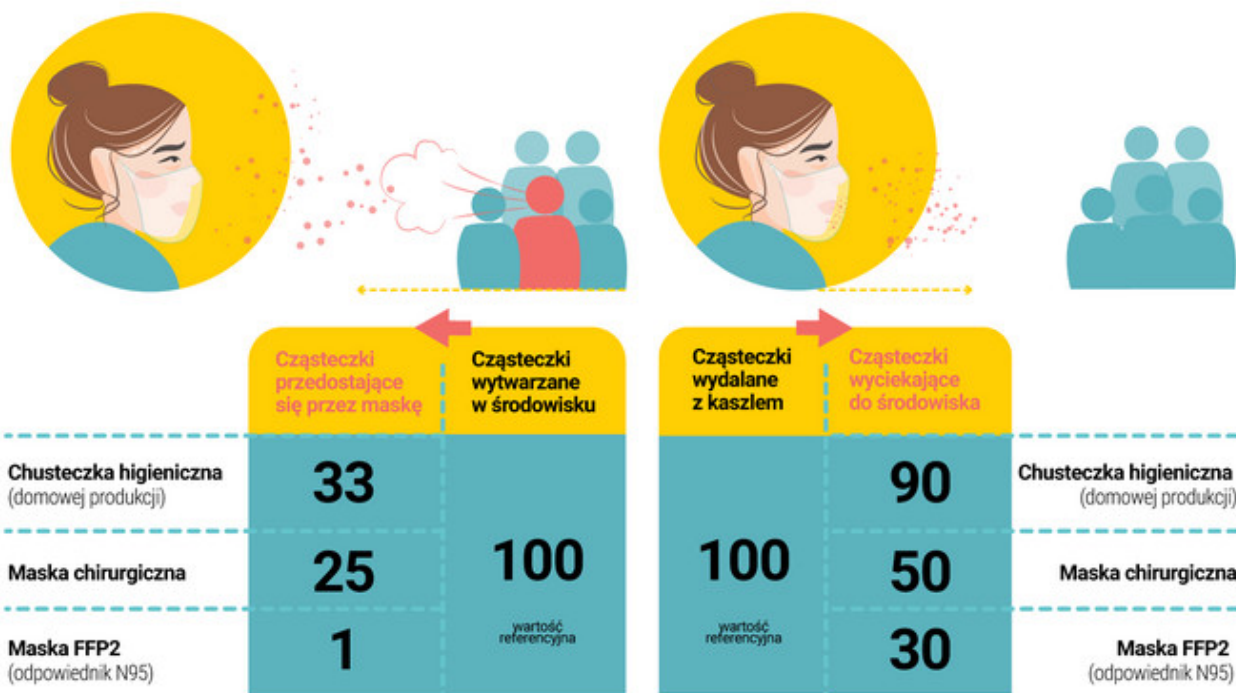 Cząsteczki
przedostające
się przez maskę
Cząsteczki
wytwarzane
w środowisku
Cząsteczki
wydalane
z kaszlem
Cząsteczki
wyciekające
do środowiska
Chusteczka higieniczna
(domowej produkcji)
33
90
Chusteczka higieniczna
(domowej produkcji)
Maska chirurgiczna
25
100
wartość
referencyjna
100
wartość
referencyjna
50
Maska chirurgiczna
Maska FFP2
(odpowiednik N95)
1
30
Maska FFP2
(odpowiednik N95)